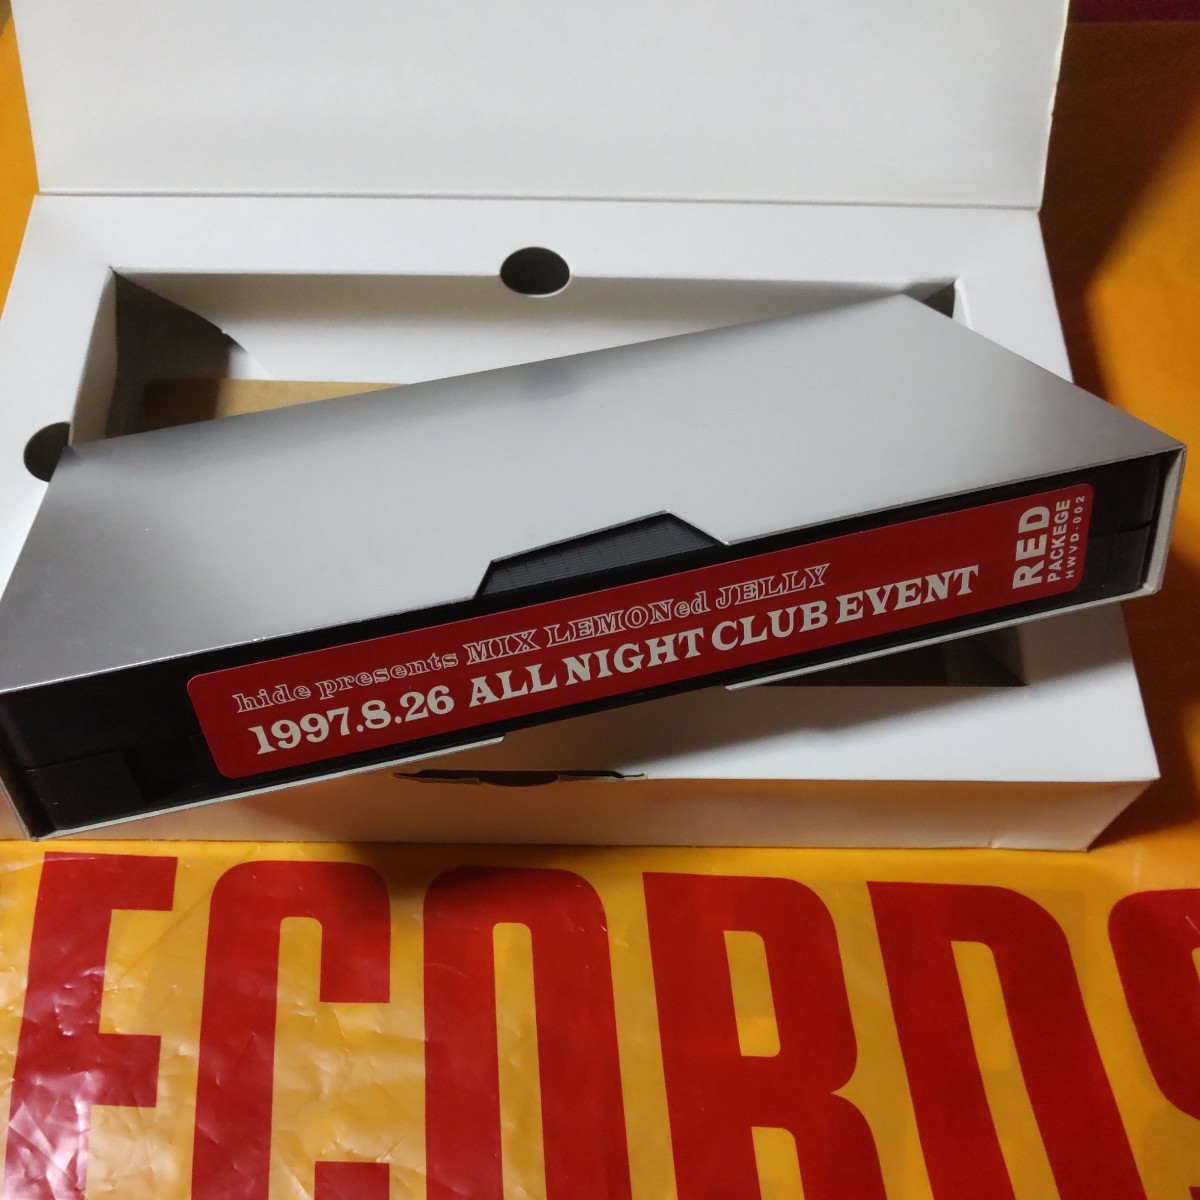 hide presents MIX LEMONed JELLY
1997.8.26 ALL NIGHT CLUB EVENT
RED
PACKEGE
HWVD-002
ECORDS